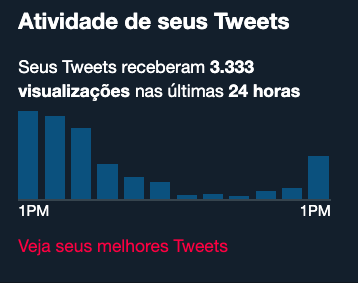 Atividade de seus Tweets
Seus Tweets receberam 3.333
visualizações nas últimas 24 horas
1PM 1PM
Veja seus melhores Tweets